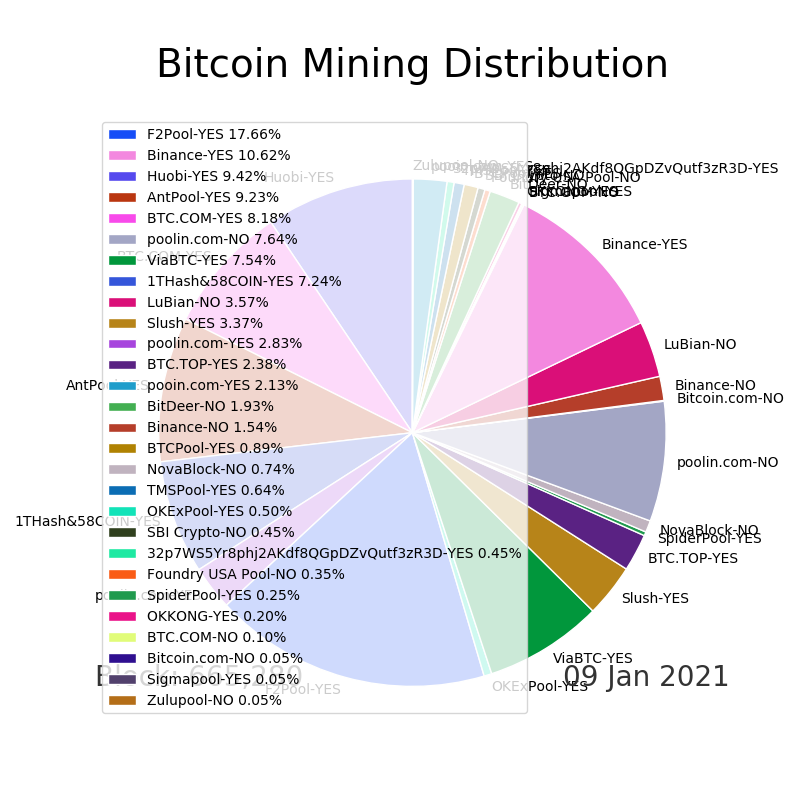 Bitcoin Mining Distribution
F2Pool-YES 17.66%
Binance-YES 10.62%
Huobi-YES 9.42%
AntPool-YES 9.23%
BTC.COM-YES 8.18%
poolin.com-NO 7.64%
ViaBTC-YES 7.54%
1THash&58COIN-YES 7.24%
LuBian-NO 3.57%
Slush-YES 3.37%
poolin.com-YES 2.83%
BTC.TOP-YES 2.38%
pooin.com-YES 2.13%
BitDeer-NO 1.93%
Binance-NO 1.54%
BTCPool-YES 0.89%
NovaBlock-NO 0.74%
TMSPool-YES 0.64%
OKExPool-YES 0.50%
SBI Crypto-NO 0.45%
32p7WS5Yr8phj2AKdf8QGpDZvQutf3zR3D-YES 0.45%
Foundry USA Pool-NO 0.35%
SpiderPool-YES 0.25%
OKKONG-YES 0.20%
BTC.COM-NO 0.10%
Bitcoin.com-NO 0.05%
Sigmapool-YES 0.05%
Zulupool-NO 0.05%
Zulupool-NO
Huobi-YES
BTC.COM-YES
AntPool-YES
1THash&58COIN-YES
F2Pool-YES
OKExPool-YES
Binance-YES
LuBian-NO
Binance-NO
Bitcoin.com-NO
poolin.com-NO
NovaBlock-NO
SpiderPool-YES
BTC.TOP-YES
Slush-YES
ViaBTC-YES
09 Jan 2021